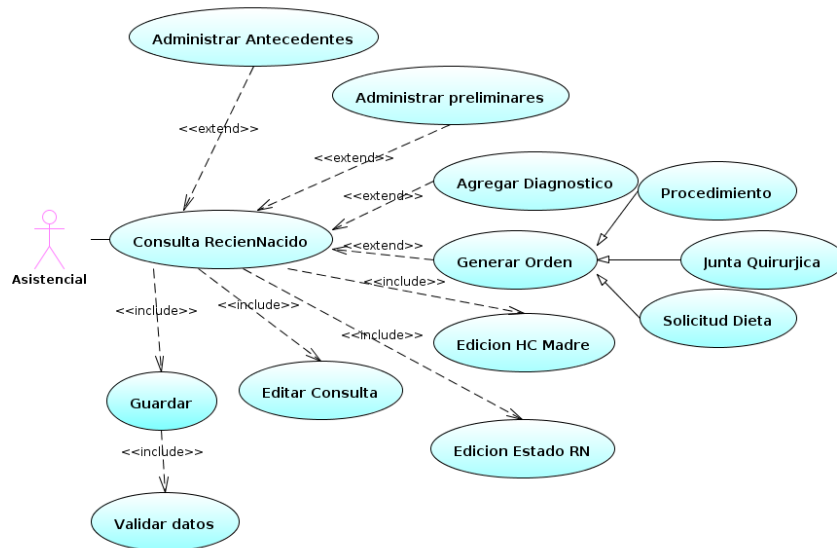 Administrar Antecedentes
Administrar preliminares
<<extend>>
<<extend>>
Agregar Diagnostico
Procedimiento
<<extend>>
Consulta RecienNacido
<<extend>>
Generar Orden
Junta Quirurjica
Asistencial
<<include>>
<<include>>
<<include>>
Solicitud Dieta
<<include>>
Edicion HC Madre
Guardar
Editar Consulta
Edicion Estado RN
<<include>>
Validar datos